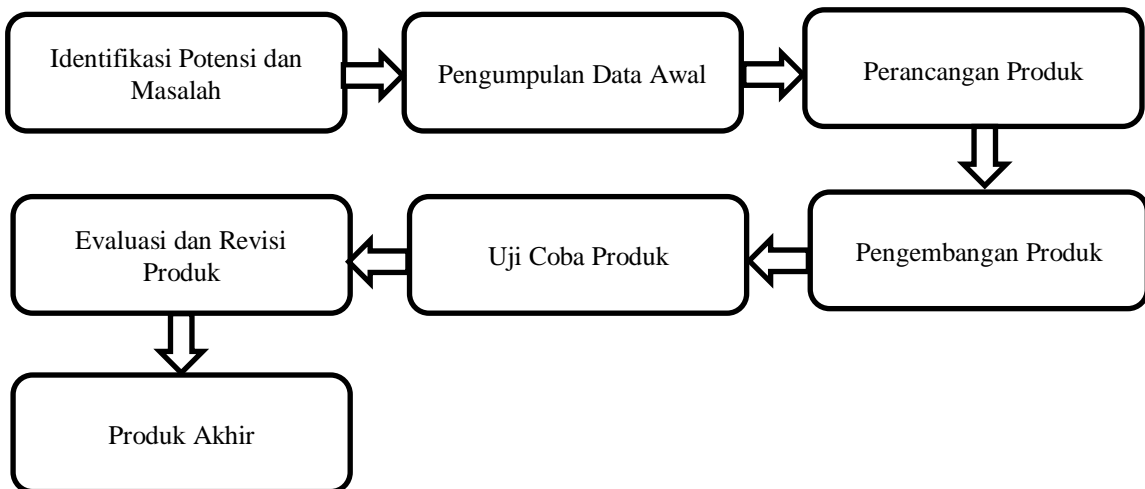 Identifikasi Potensi dan
Masalah
Pengumpulan Data Awal
Perancangan Produk
Pengembangan Produk
Uji Coba Produk
Evaluasi dan Revisi
Produk
Produk Akhir